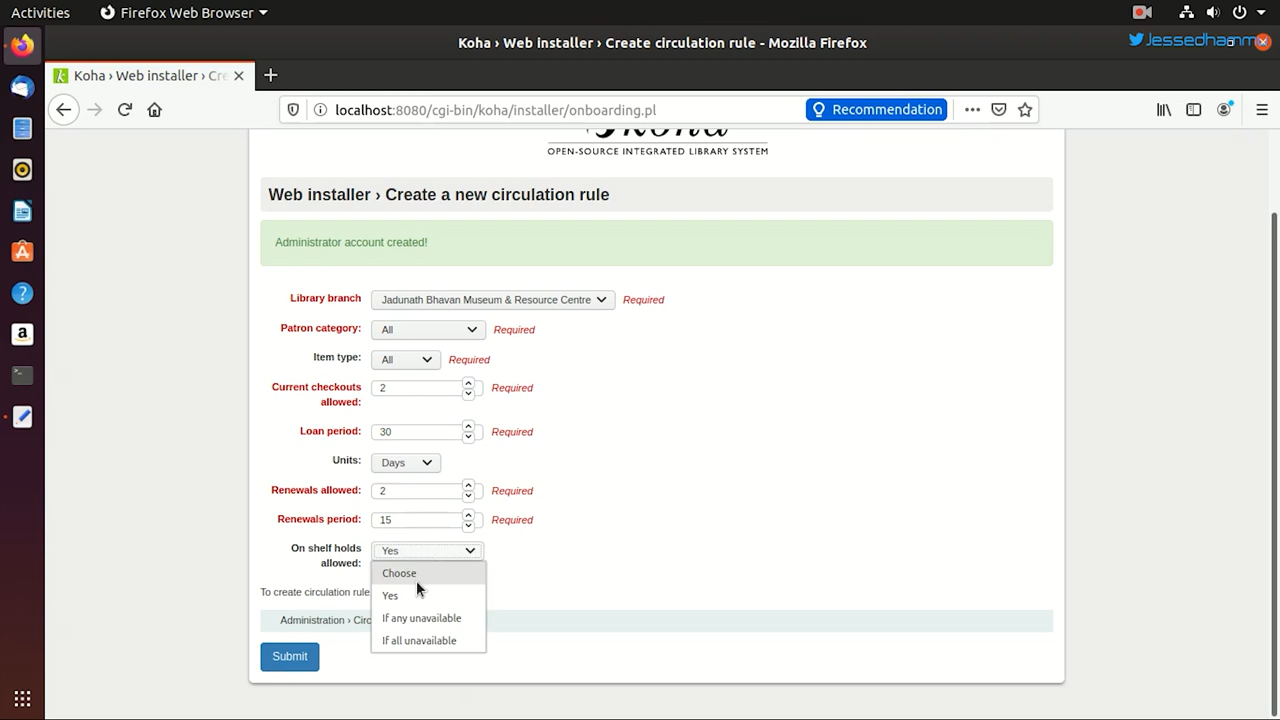 Activities
Firefox Web Browser
Koha › Web installer › Create circulation rule - Mozilla Firefox
Koha › Web installer › Cre
localhost:8080/cgi-bin/koha/installer/onboarding.pl
Recommendation
koha
OPEN-SOURCE INTEGRATED LIBRARY SYSTEM
Web installer › Create a new circulation rule
Administrator account created!
Library branch
Jadunath Bhavan Museum & Resource Centre
Required
Patron category:
All
Required
Item type:
All
Required
Current checkouts
allowed:
2
Required
Loan period:
30
Required
Units:
Days
Renewals allowed:
2
Required
Renewals period:
15
Required
On shelf holds
allowed:
Yes
Choose
Yes
If any unavailable
If all unavailable
To create circulation rule
Administration › Circ
Submit